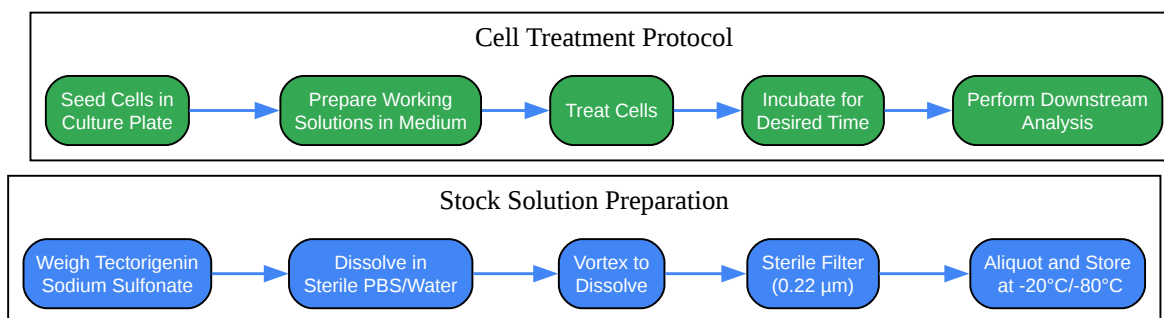 Cell Treatment Protocol
Seed Cells in
Culture Plate
Prepare Working
Solutions in Medium
Treat Cells
Incubate for
Desired Time
Perform Downstream
Analysis
Stock Solution Preparation
Weigh Tectorigenin
Sodium Sulfonate
Dissolve in
Sterile PBS/Water
Vortex to
Dissolve
Sterile Filter
(0.22 µm)
Aliquot and Store
at -20°C/-80°C